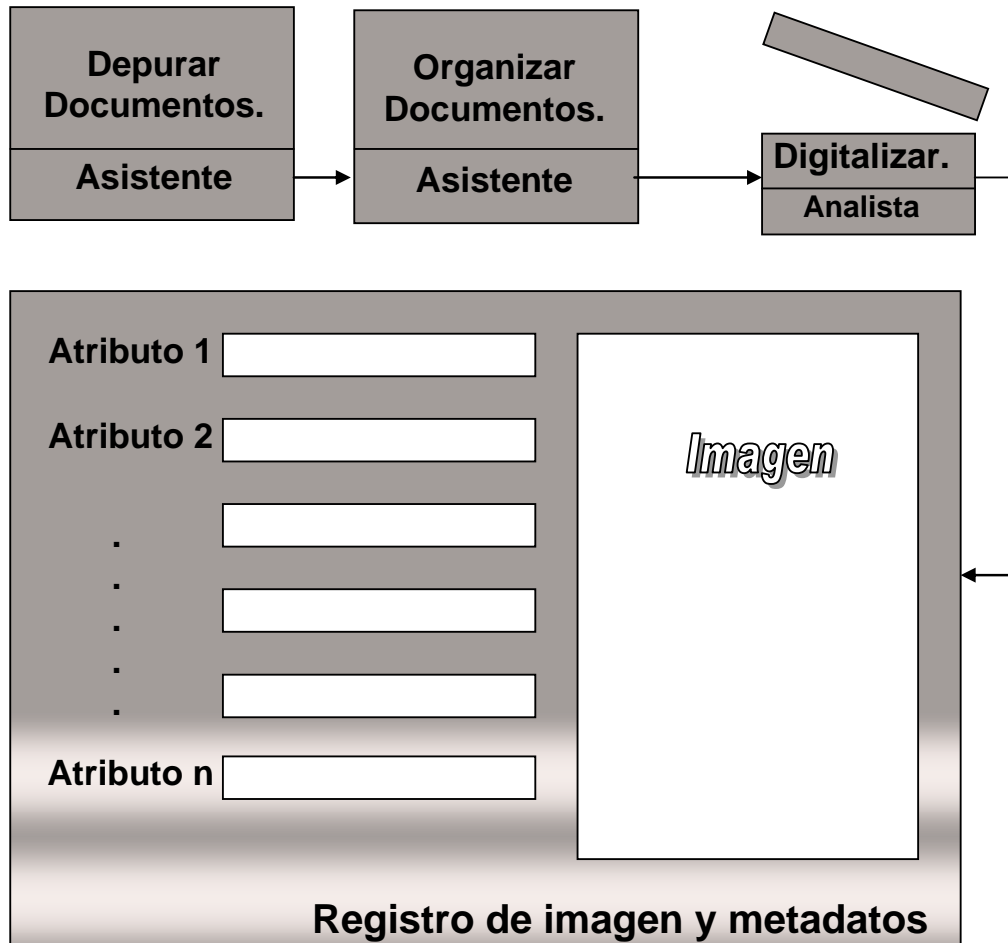 Depurar
Documentos.
Asistente
Organizar
Documentos.
Asistente
Digitalizar.
Analista
Atributo 1
Atributo 2
.
.
.
.
.
Atributo n
Imagen
Registro de imagen y metadatos